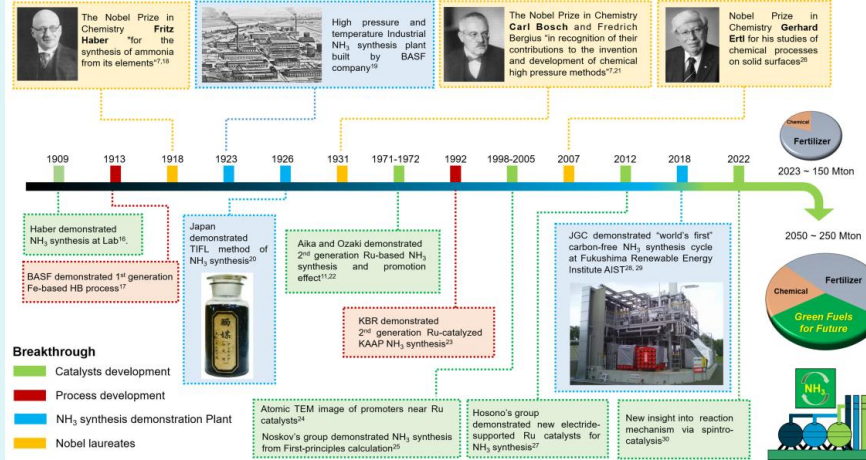 The Nobel Prize in
Chemistry Fritz
Haber "for the
synthesis of ammonia
from its elements"7,18
High pressure and
temperature Industrial
NH3 synthesis plant
built by BASF
company19
The Nobel Prize in Chemistry
Carl Bosch and Fredrich
Bergius "in recognition of their
contributions to the invention
and development of chemical
high pressure methods"7,21
Nobel Prize in
Chemistry Gerhard
Ertl for his studies of
chemical processes
on solid surfaces26
Chemical
Fertilizer
2023 ~ 150 Mton
1909
1913
1918
1923
1926
1931
1971-1972
1992
1998-2005
2007
2012
2018
2022
Haber demonstrated
NH3 synthesis at Lab16.
BASF demonstrated 1st generation
Fe-based HB process17
Japan
demonstrated
TIFL method of
NH3 synthesis20
Aika and Ozaki demonstrated
2nd generation Ru-based NH3
synthesis and promotion
effect11,22
KBR demonstrated
2nd generation Ru-catalyzed
KAAP NH3 synthesis23
JGC demonstrated "world's first"
carbon-free NH3 synthesis cycle
at Fukushima Renewable Energy
Institute AIST28, 29
2050 ~ 250 Mton
Chemical
Fertilizer
Green Fuels
for Future
Breakthrough
Catalysts development
Process development
NH3 synthesis demonstration Plant
Nobel laureates
Atomic TEM image of promoters near Ru
catalysts24
Noskov's group demonstrated NH3 synthesis
from First-principles calculation25
Hosono's group
demonstrated new electride-
supported Ru catalysts for
NH3 synthesis27
New insight into reaction
mechanism via spintro-
catalysis30
NH3